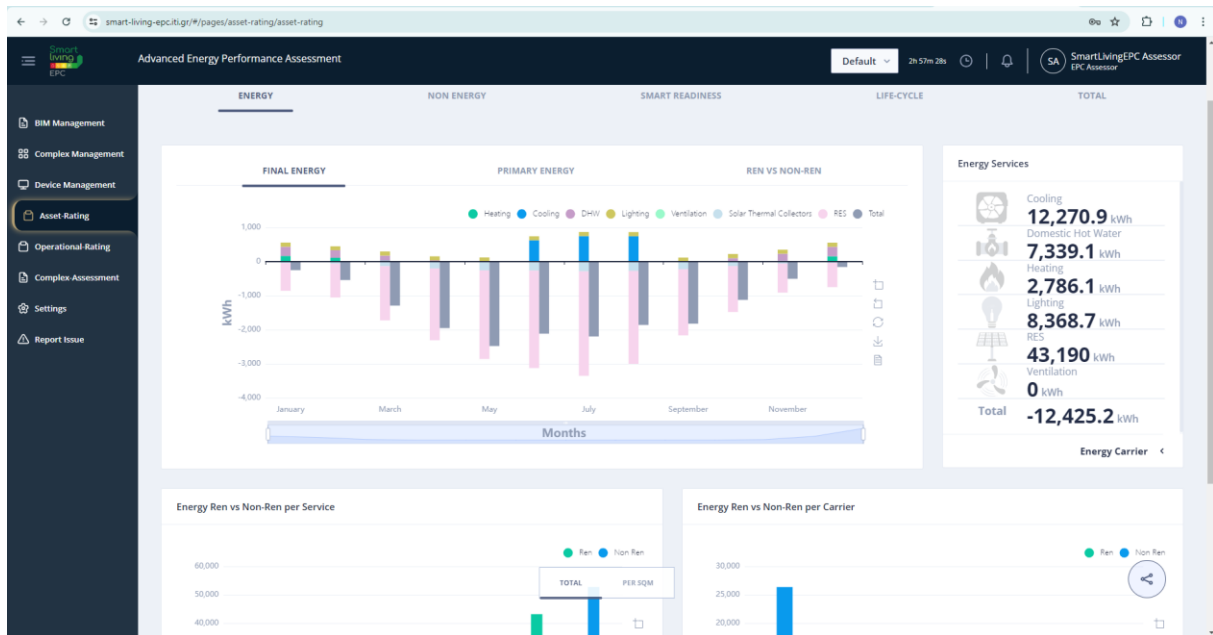 smart-living-epc.iti.gr/#/pages/asset-rating/asset-rating
N
Smart
living
EPC
Advanced Energy Performance Assessment
Default
2h 57m 28s
SA
SmartLivingEPC Assessor
EPC Assessor
BIM Management
Complex Management
Device Management
Asset-Rating
Operational-Rating
Complex-Assessment
Settings
Report Issue
ENERGY NON ENERGY SMART READINESS LIFE-CYCLE TOTAL
FINAL ENERGY PRIMARY ENERGY REN VS NON-REN
Heating Cooling DHW Lighting Ventilation Solar Thermal Collectors RES Total
1,000
0
-1,000
-2,000
-3,000
-4,000
kWh
January March May July September November
Months
Energy Services
Cooling
12,270.9 kWh
Domestic Hot Water
7,339.1 kWh
Heating
2,786.1 kWh
Lighting
8,368.7 kWh
RES
43,190 kWh
Ventilation
0 kWh
Total -12,425.2 kWh
Energy Carrier
Energy Ren vs Non-Ren per Service
Ren Non Ren
60,000
50,000
40,000
TOTAL PER SQM
Energy Ren vs Non-Ren per Carrier
Ren Non Ren
30,000
25,000
20,000